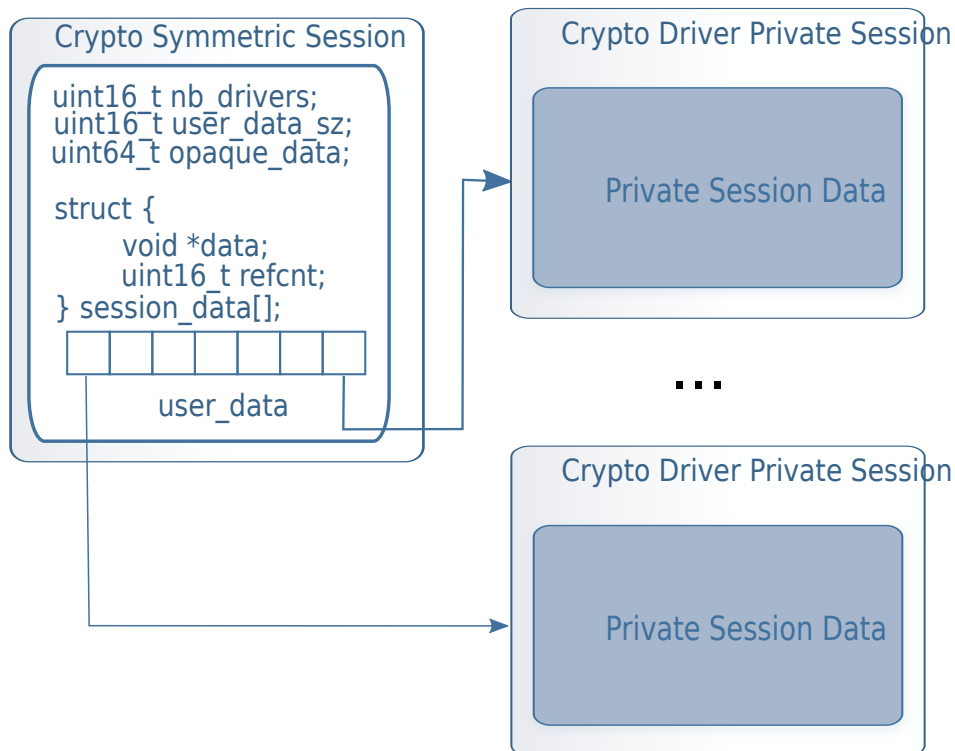 Crypto Symmetric Session
uint16_t nb_drivers;
uint16_t user_data_sz;
uint64_t opaque_data;
struct {
void *data;
uint16_t refcnt;
} session_data[];
user_data
Crypto Driver Private Session
Private Session Data
...
Crypto Driver Private Session
Private Session Data